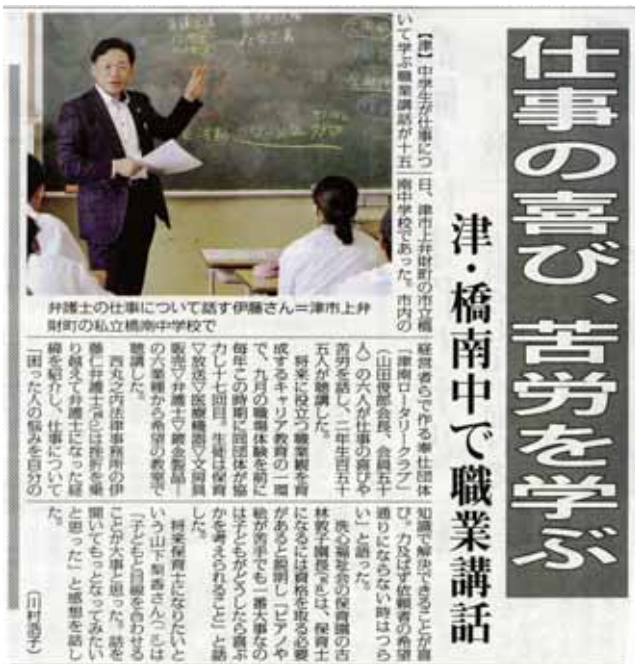 仕事の喜び、苦労を学ぶ
津・橋南中で職業講話
【津】中学生が仕事につ
いて学ぶ職業講話が十五
日、津市上弁財町の市立橋
南中学校であった。市内の
弁護士の仕事について話す伊藤さん＝津市上弁
財町の私立橋南中学校で
経営者らで作る奉仕団体
「津南ロータリークラブ」
（山田俊郎会長、会員五十
人）の六人が仕事の喜びや
苦労を話し、二年生百五十
五人が聴講した。
将来に役立つ職業観を育
成するキャリア教育の一環
で、九月の職場体験を前に
毎年この時期に同団体が協
力し十七回目。生徒は保育
▽放送▽医療機器▽文房具
販売▽弁護士▽鍍金製品―
の六業種から希望の教室で
聴講した。
西丸之内法律事務所の伊
藤仁弁護士は挫折を乗
り越えて弁護士になった経
緯を紹介し、仕事について
「困った人の悩みを自分の
知識で解決できることが喜
び。力及ばず依頼者の希望
通りにならない時はつら
い」と語った。
洗心福祉会の保育園の古
林敦子園長は、保育士
になるには資格を取る必要
があると説明し「ピアノや
絵が苦手でも一番大事なの
は子どもがどうしたら喜ぶ
かを考えられること」と話
した。
将来保育士になりたいと
いう山下梨香さんは
「子どもと目線を合わせる
ことが大事と思った。話を
聞いてもっとなってみたい
と思った」と感想を話し
た。
（川村浩子）